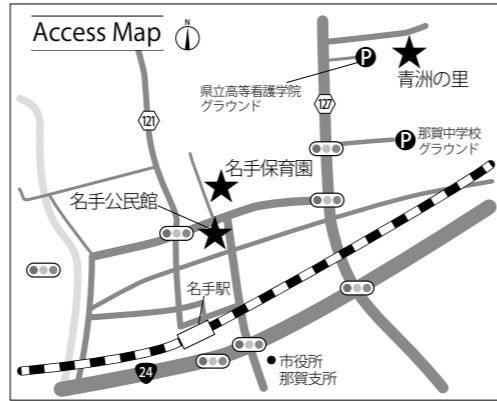 Access Map
N
P
青洲の里
県立高等看護学院
グラウンド
127
121
P
那賀中学校
グラウンド
名手保育園
名手公民館
名手駅
24
市役所
那賀支所